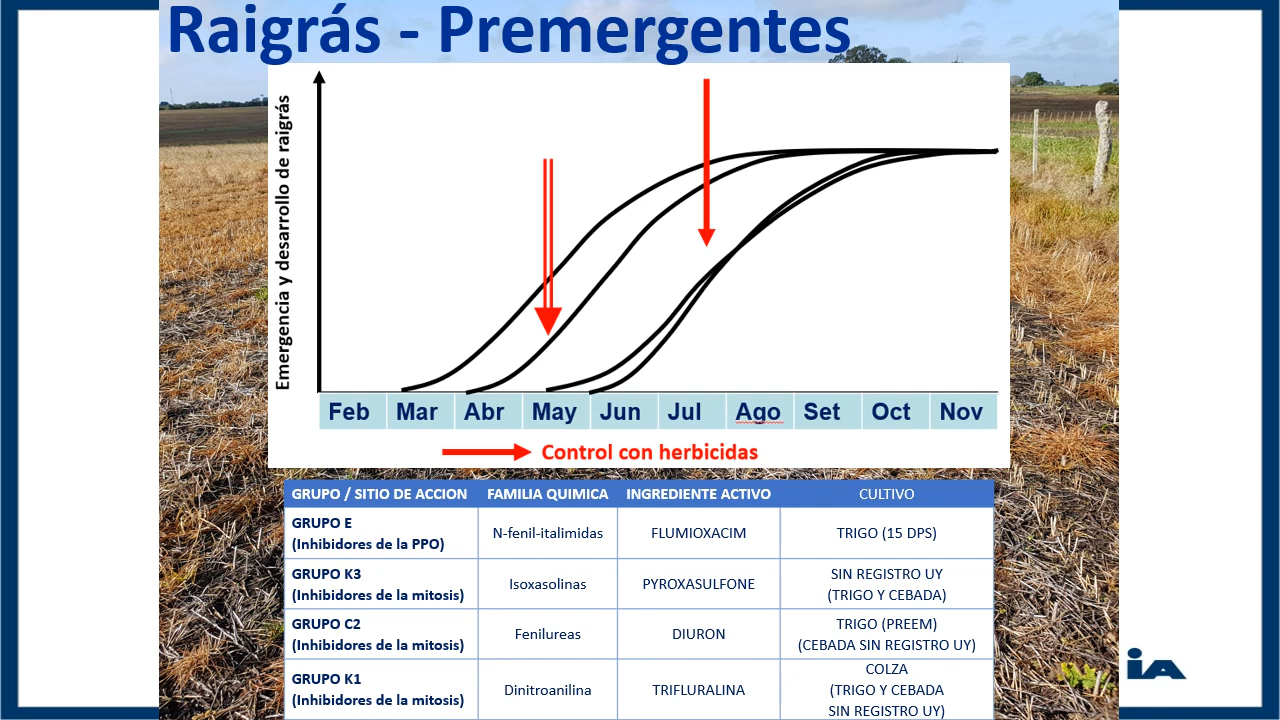 Raigrás - Premergentes
Emergencia y desarrollo de raigrás
Feb Mar Abr May Jun Jul Ago Set Oct Nov
Control con herbicidas
GRUPO / SITIO DE ACCION FAMILIA QUIMICA INGREDIENTE ACTIVO CULTIVO
GRUPO E
(Inhibidores de la PPO)
N-fenil-italimidas
FLUMIOXACIM
TRIGO (15 DPS)
GRUPO K3
(Inhibidores de la mitosis)
Isoxasolinas
PYROXASULFONE
SIN REGISTRO UY
(TRIGO Y CEBADA)
GRUPO C2
(Inhibidores de la mitosis)
Fenilureas
DIURON
TRIGO (PREEM)
(CEBADA SIN REGISTRO UY)
GRUPO K1
(Inhibidores de la mitosis)
Dinitroanilina
TRIFLURALINA
COLZA
(TRIGO Y CEBADA
SIN REGISTRO UY)
iA